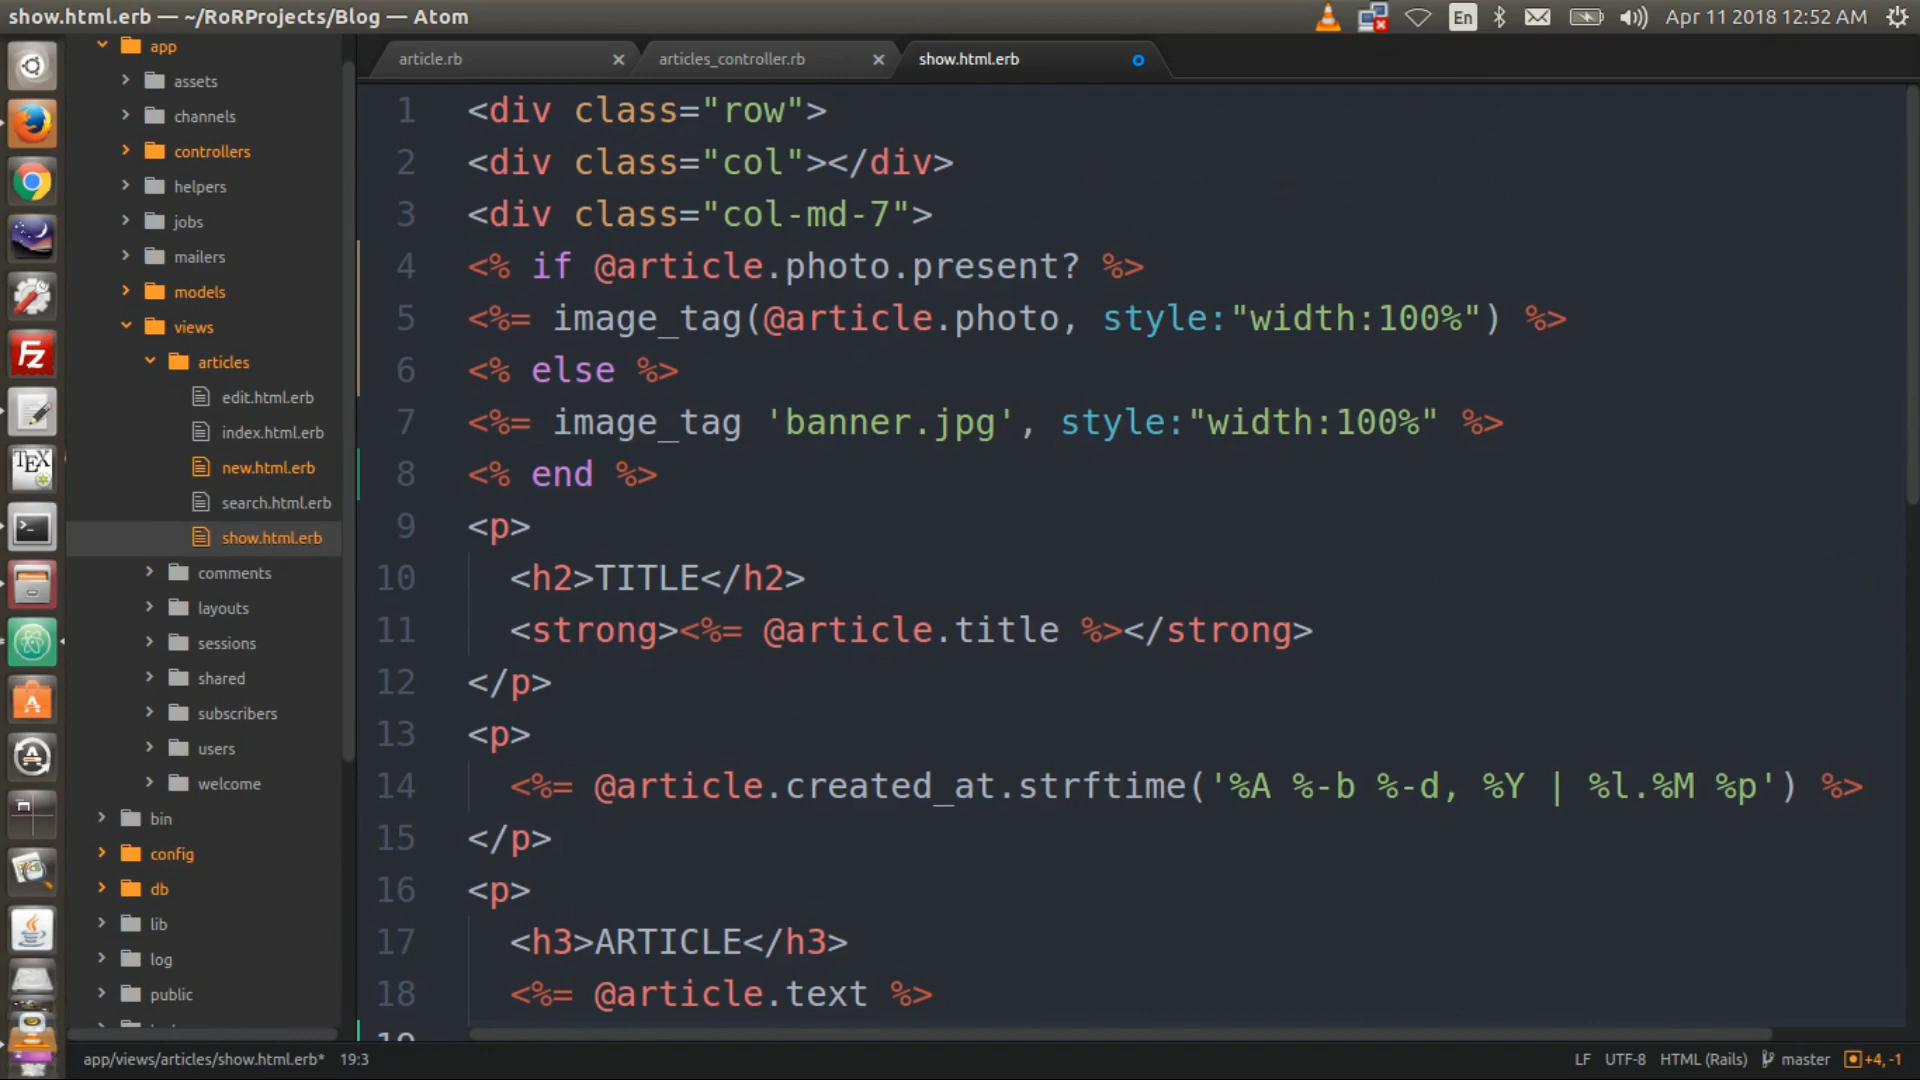 show.html.erb — ~/RoRProjects/Blog — Atom
En
Apr 11 2018 12:52 AM
app
assets
channels
controllers
helpers
jobs
mailers
models
views
articles
edit.html.erb
index.html.erb
new.html.erb
search.html.erb
show.html.erb
comments
layouts
sessions
shared
subscribers
users
welcome
bin
config
db
lib
log
public
article.rb
articles_controller.rb
show.html.erb
1 <div class="row">
2 <div class="col"></div>
3 <div class="col-md-7">
4 <% if @article.photo.present? %>
5 <%= image_tag(@article.photo, style:"width:100%") %>
6 <% else %>
7 <%= image_tag 'banner.jpg', style:"width:100%" %>
8 <% end %>
9 <p>
10 <h2>TITLE</h2>
11 <strong><%= @article.title %></strong>
12 </p>
13 <p>
14 <%= @article.created_at.strftime('%A %-b %-d, %Y | %l.%M %p') %>
15 </p>
16 <p>
17 <h3>ARTICLE</h3>
18 <%= @article.text %>
19
app/views/articles/show.html.erb* 19:3
LF UTF-8 HTML (Rails) master +4, -1
FZ
TEX